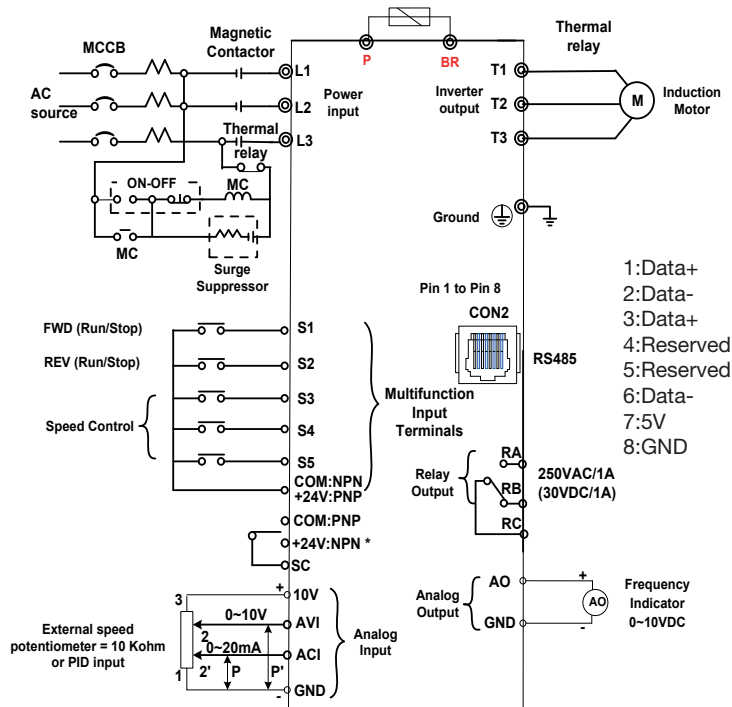 MCCB
Magnetic
Contactor
P
BR
Thermal
relay
AC
source
L1
L2
L3
Power
input
Inverter
output
T1
T2
T3
M
Induction
Motor
Thermal
relay
ON-OFF
MC
MC
Surge
Suppressor
Ground
Pin 1 to Pin 8
CON2
RS485
1:Data+
2:Data-
3:Data+
4:Reserved
5:Reserved
6:Data-
7:5V
8:GND
FWD (Run/Stop)
S1
REV (Run/Stop)
S2
S3
Speed Control
S4
S5
Multifunction
Input
Terminals
COM:NPN
+24V:PNP
COM:PNP
+24V:NPN *
SC
Relay
Output
RA
RB
RC
250VAC/1A
(30VDC/1A)
External speed
potentiometer = 10 Kohm
or PID input
3
+
10V
0~10V
AVI
2
0~20mA
ACI
1
2'
P
P'
-
GND
Analog
Input
Analog
Output
AO
GND
+
AO
-
Frequency
Indicator
0~10VDC